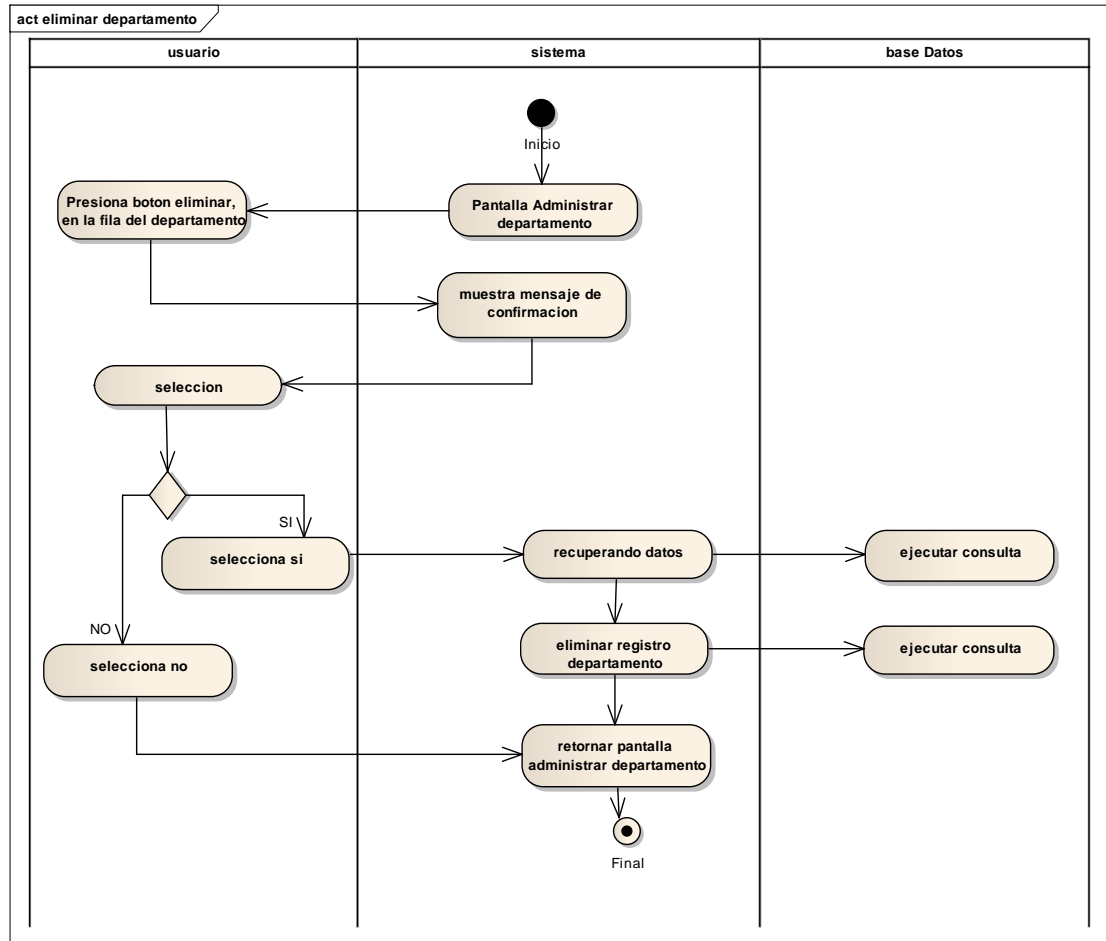 act eliminar departamento
usuario
sistema
base Datos
Inicio
Pantalla Administrar
departamento
Presiona boton eliminar,
en la fila del departamento
muestra mensaje de
confirmacion
seleccion
SI
selecciona si
recuperando datos
ejecutar consulta
NO
selecciona no
eliminar registro
departamento
ejecutar consulta
retornar pantalla
administrar departamento
Final